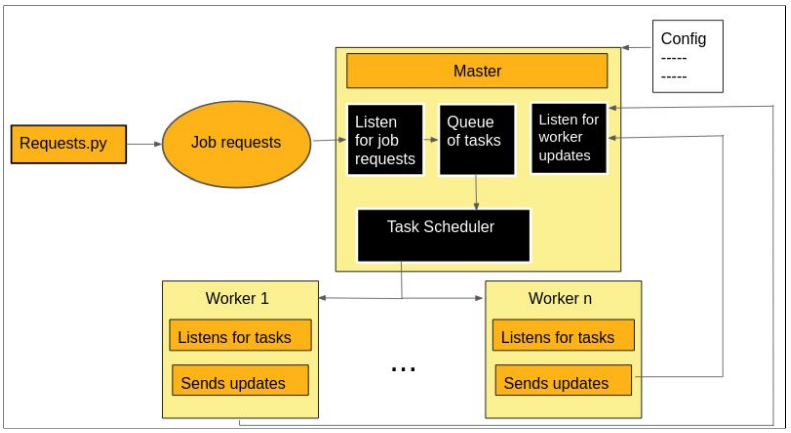 Config
-----
-----
Master
Requests.py
Job requests
Listen
for job
requests
Queue
of tasks
Listen for
worker
updates
Task Scheduler
Worker 1
Listens for tasks
Sends updates
...
Worker n
Listens for tasks
Sends updates